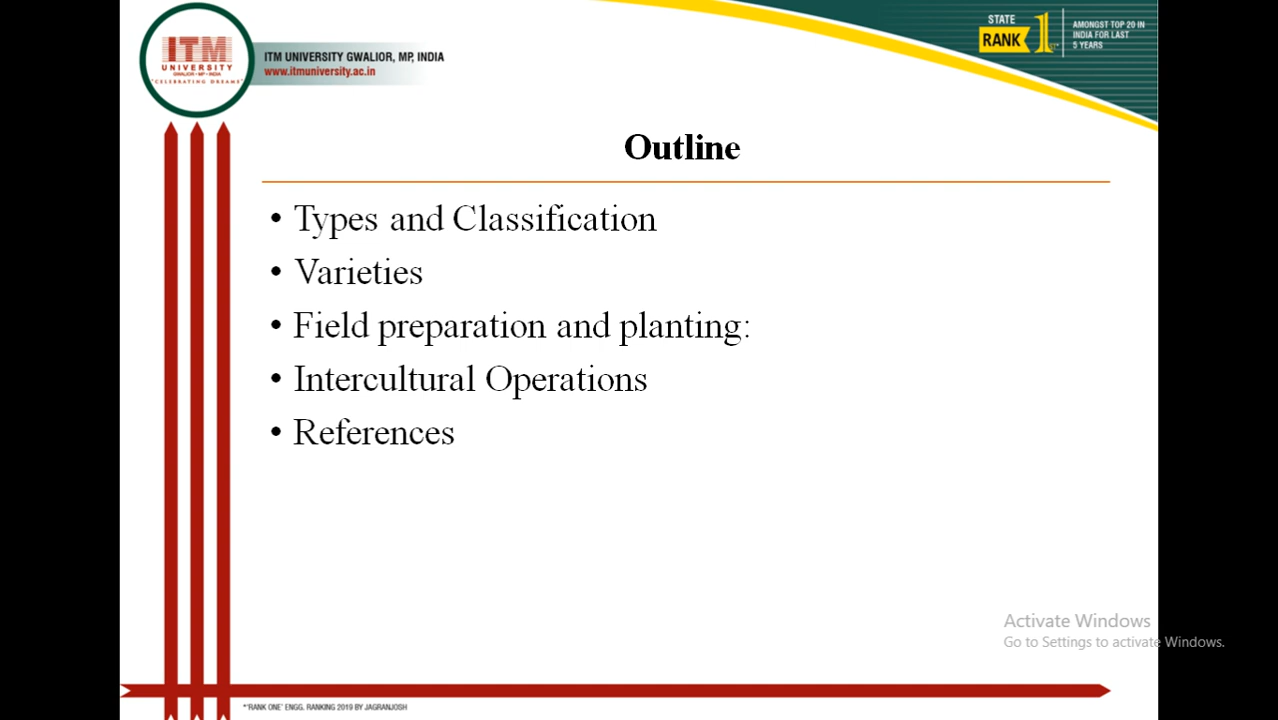 ITM
UNIVERSITY
GWALIOR • MP • INDIA
"CELEBRATING DREAMS"
ITM UNIVERSITY GWALIOR, MP, INDIA
www.itmuniversity.ac.in
STATE
RANK 1ST*
AMONGST TOP 20 IN
INDIA FOR LAST
5 YEARS
Outline
• Types and Classification
• Varieties
• Field preparation and planting:
• Intercultural Operations
• References
Activate Windows
Go to Settings to activate Windows.
*'RANK ONE' ENGG. RANKING 2019 BY JAGRANJOSH